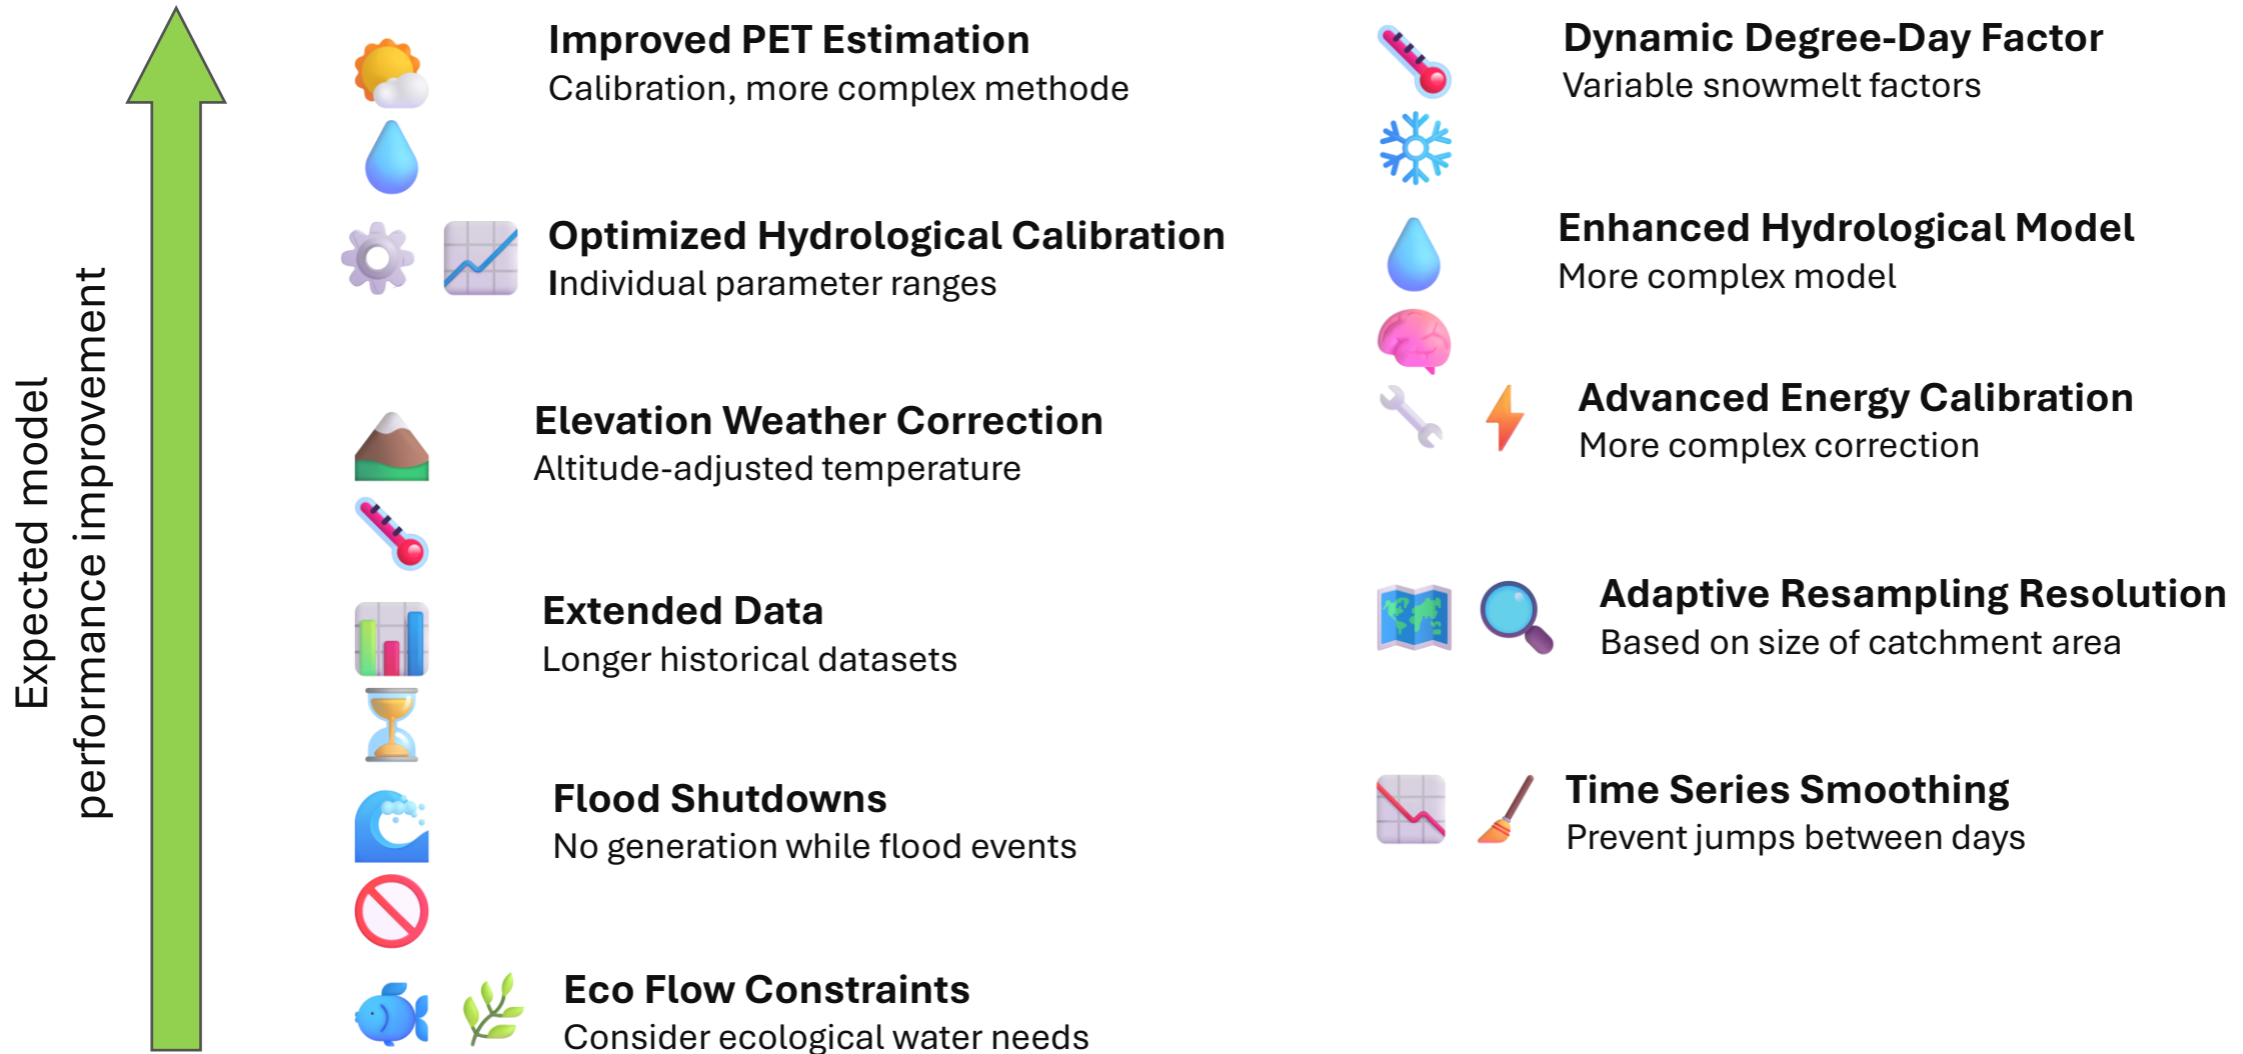 Expected model
performance improvement
Improved PET Estimation
Calibration, more complex methode
Optimized Hydrological Calibration
Individual parameter ranges
Elevation Weather Correction
Altitude-adjusted temperature
Extended Data
Longer historical datasets
Flood Shutdowns
No generation while flood events
Eco Flow Constraints
Consider ecological water needs
Dynamic Degree-Day Factor
Variable snowmelt factors
Enhanced Hydrological Model
More complex model
Advanced Energy Calibration
More complex correction
Adaptive Resampling Resolution
Based on size of catchment area
Time Series Smoothing
Prevent jumps between days